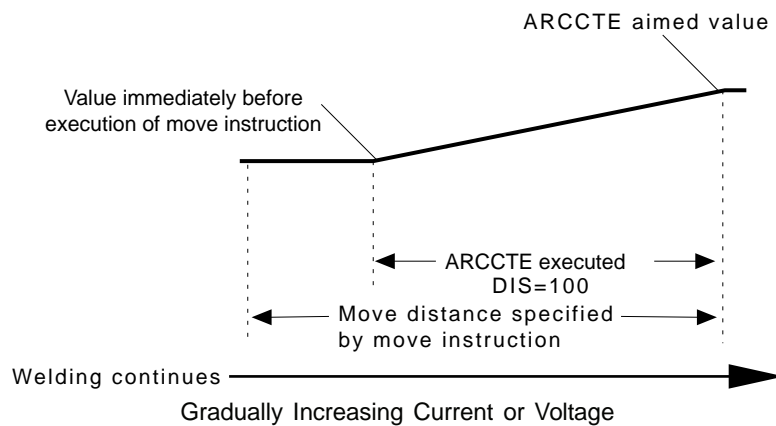 ARCCTE aimed value
Value immediately before
execution of move instruction
ARCCTE executed
DIS=100
Move distance specified
by move instruction
Welding continues
Gradually Increasing Current or Voltage